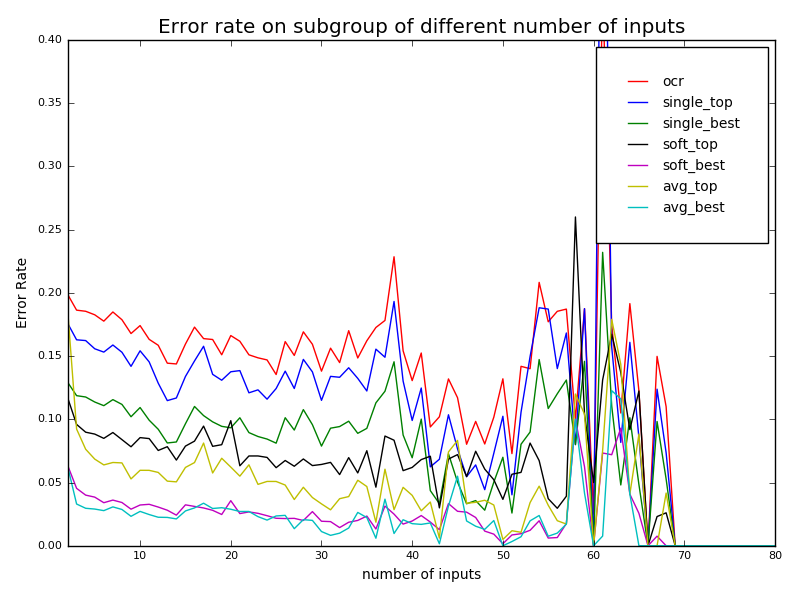 Error rate on subgroup of different number of inputs
0.40
0.35
0.30
0.25
0.20
0.15
0.10
0.05
0.00
Error Rate
ocr
single_top
single_best
soft_top
soft_best
avg_top
avg_best
10 20 30 40 50 60 70 80
number of inputs